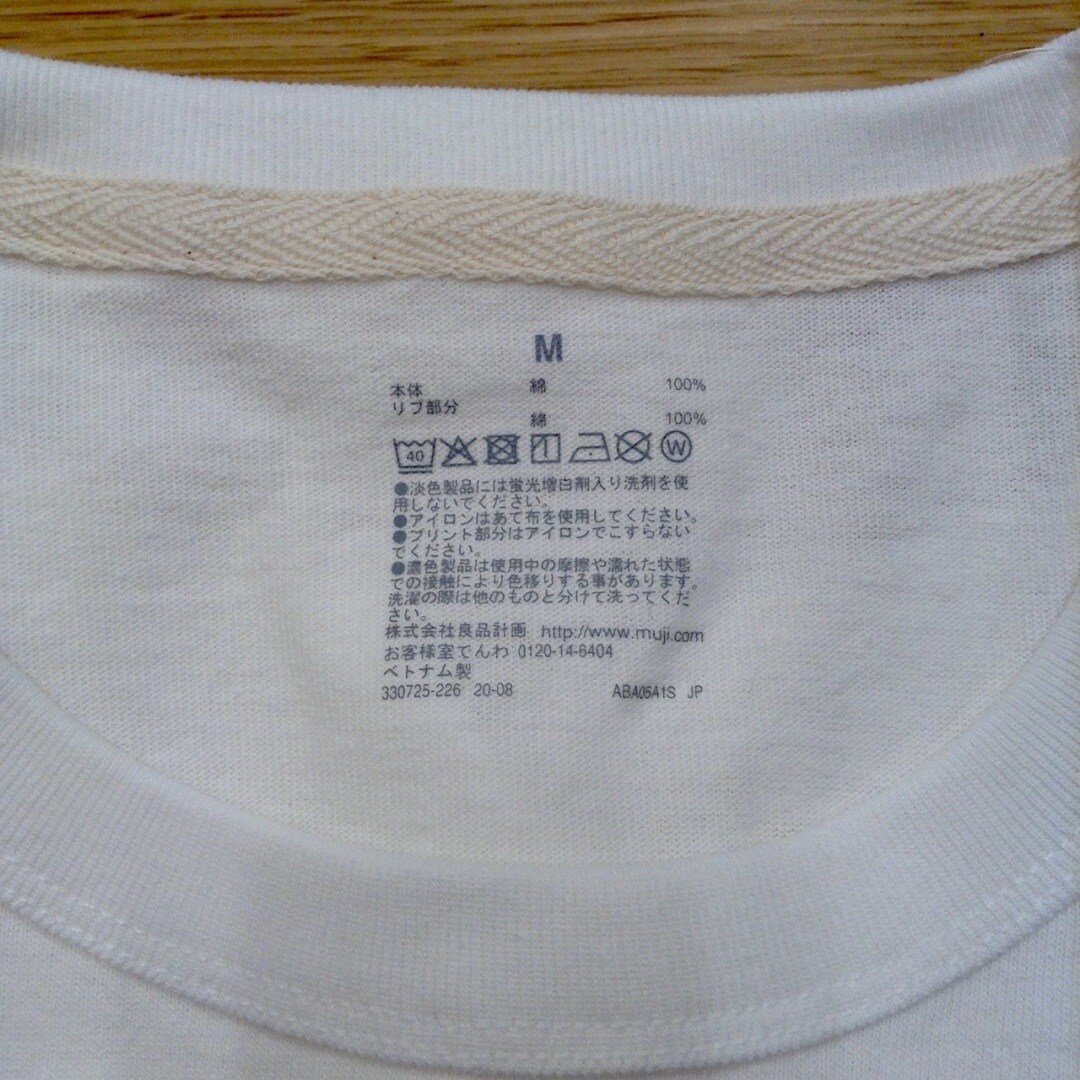 M
本体 綿 100%
リブ部分
綿 100%
40 W
●淡色製品には蛍光増白剤入り洗剤を使
用しないでください。
●アイロンはあて布を使用してください。
●プリント部分はアイロンでこすらない
でください。
●濃色製品は使用中の摩擦や濡れた状態
での接触により色移りする事があります。
洗濯の際は他のものと分けて洗ってくだ
さい。
株式会社良品計画 http://www.muji.com
お客様室でんわ 0120-14-6404
ベトナム製
330725-226 20-08 ABA05A1S JP